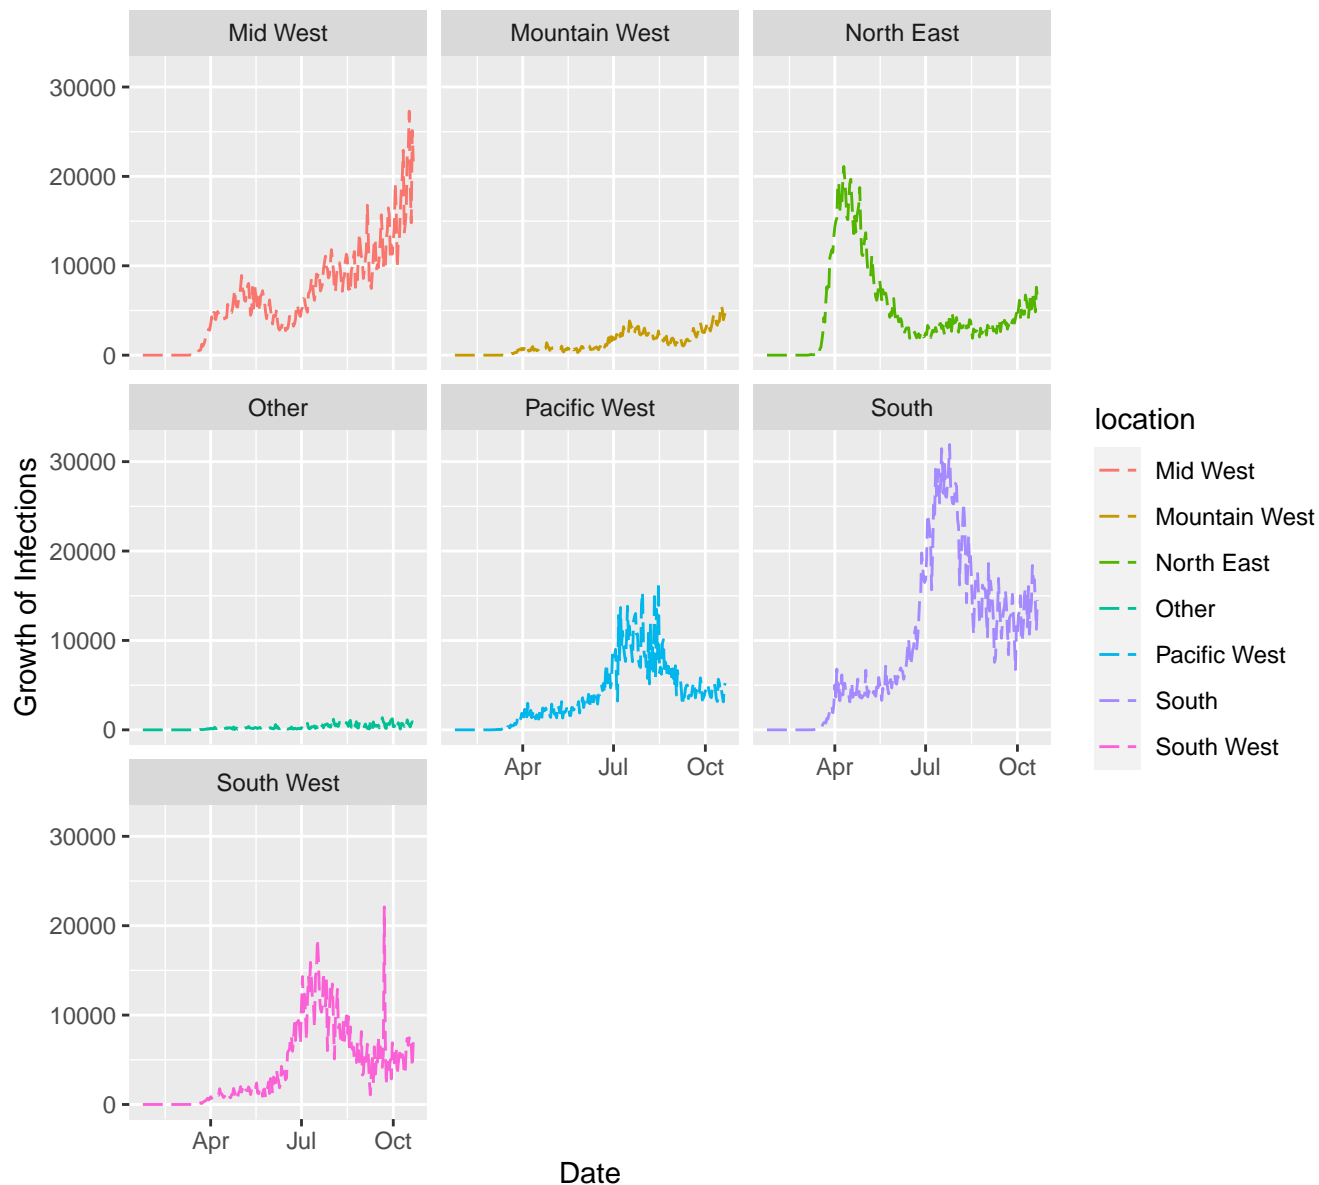 Mid West
Mountain West
North East
30000
20000
10000
0
Other
Pacific West
South
30000
20000
10000
0
Apr
Jul
Oct
Apr
Jul
Oct
South West
30000
20000
10000
0
Apr
Jul
Oct
Growth of Infections
Date
location
Mid West
Mountain West
North East
Other
Pacific West
South
South West